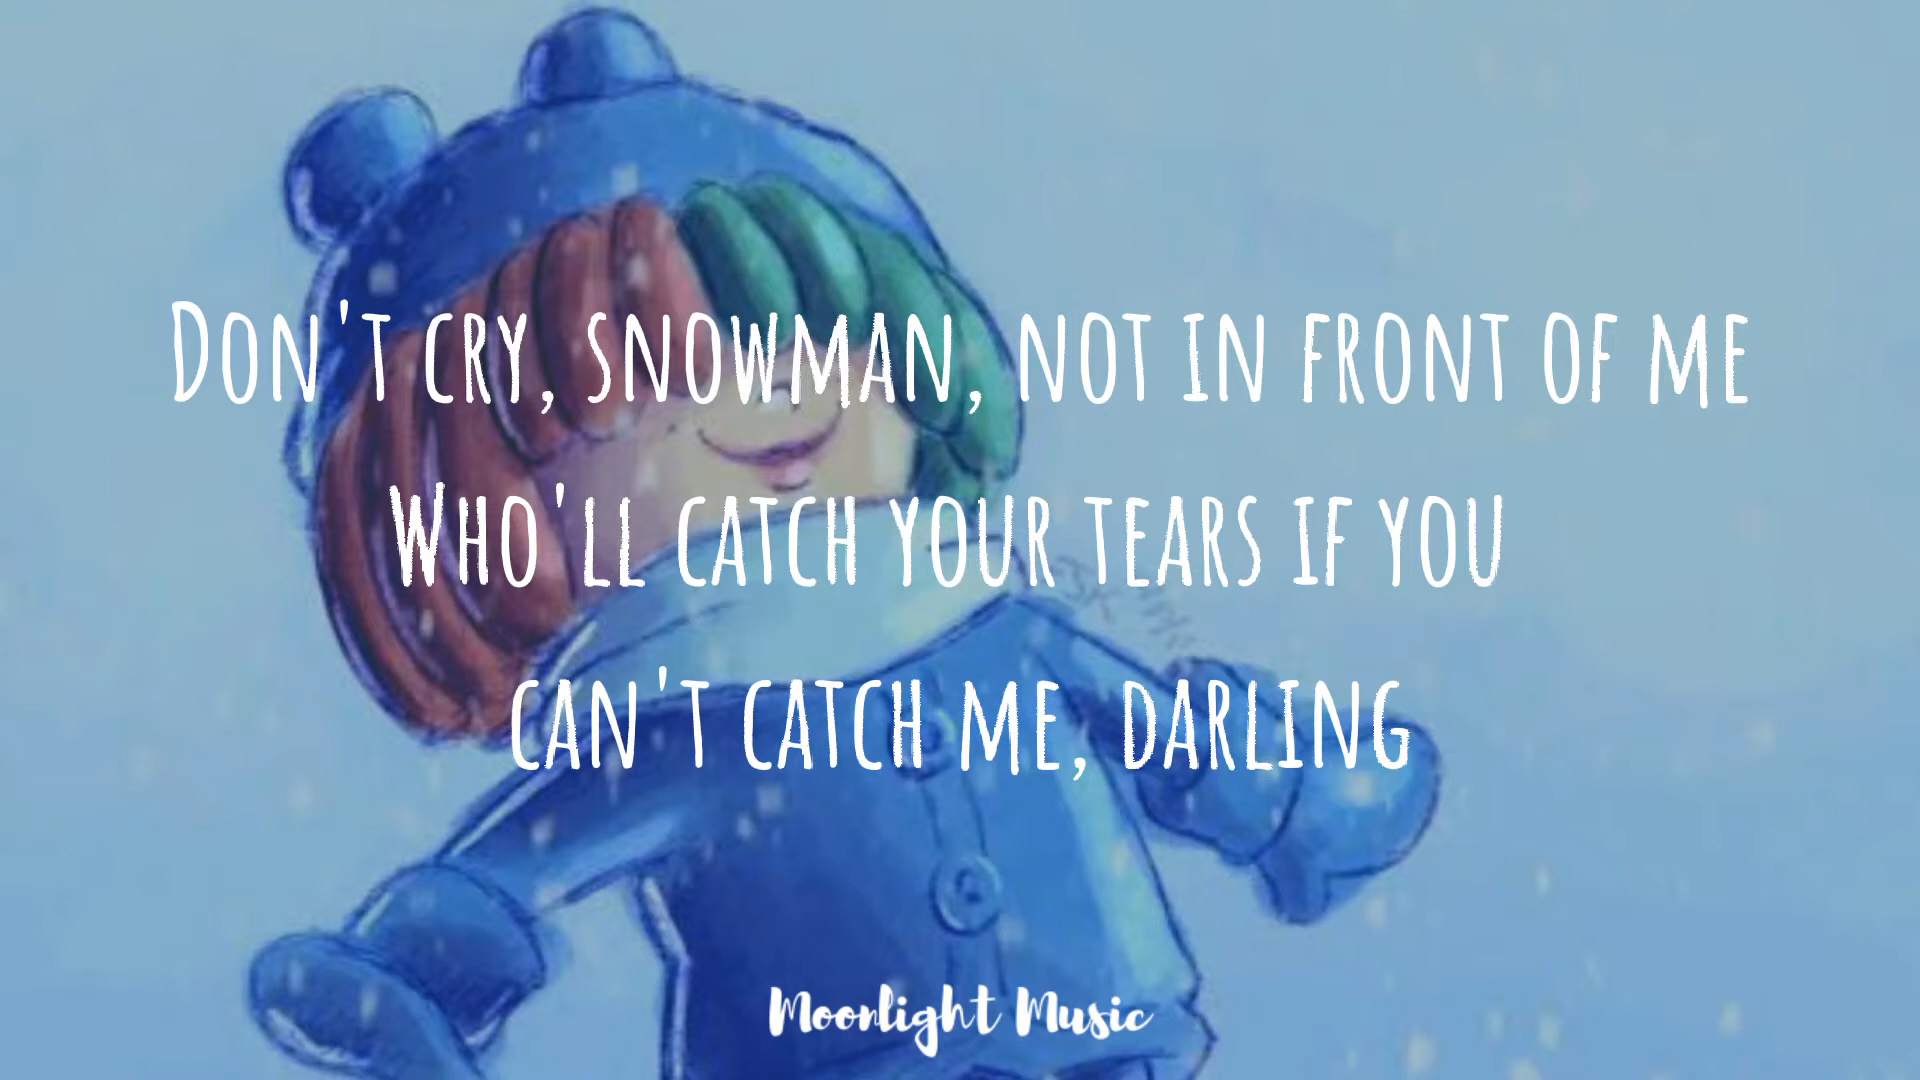 Don't cry, snowman, not in front of me
Who'll catch your tears if you
can't catch me, darling
Moonlight Music